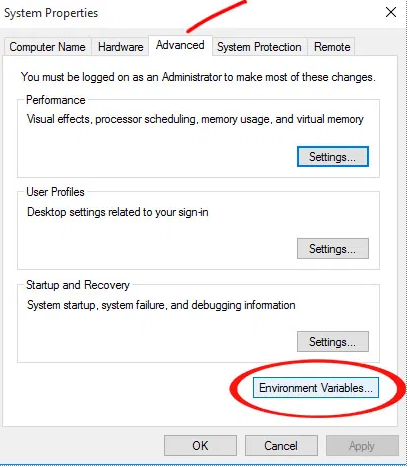 System Properties
Computer Name Hardware Advanced System Protection Remote
You must be logged on as an Administrator to make most of these changes.
Performance
Visual effects, processor scheduling, memory usage, and virtual memory
Settings...
User Profiles
Desktop settings related to your sign-in
Settings...
Startup and Recovery
System startup, system failure, and debugging information
Settings...
Environment Variables...
OK Cancel Apply